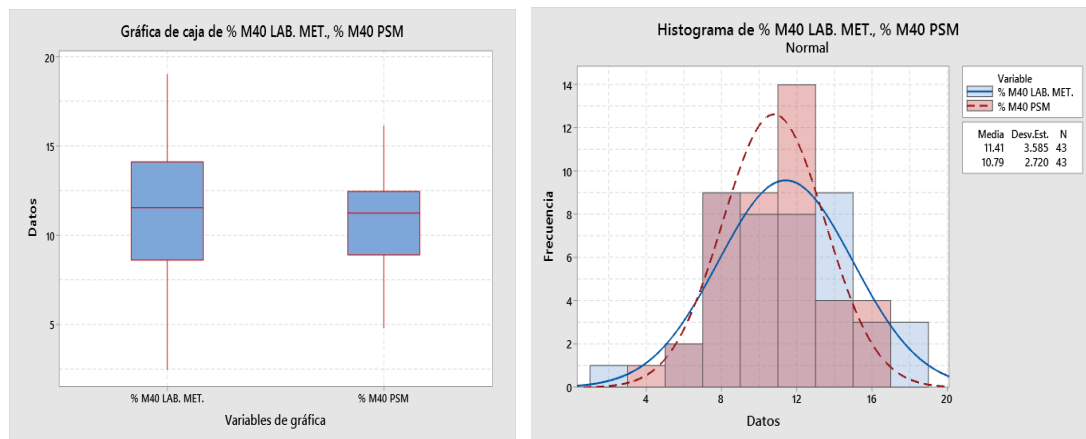 Gráfica de caja de % M40 LAB. MET., % M40 PSM
20
15
10
5
Datos
% M40 LAB. MET.
% M40 PSM
Variables de gráfica
Histograma de % M40 LAB. MET., % M40 PSM
Normal
14
12
10
8
6
4
2
0
Frecuencia
4
8
12
16
20
Datos
Variable
% M40 LAB. MET.
% M40 PSM
Media Desv.Est. N
11.41 3.585 43
10.79 2.720 43